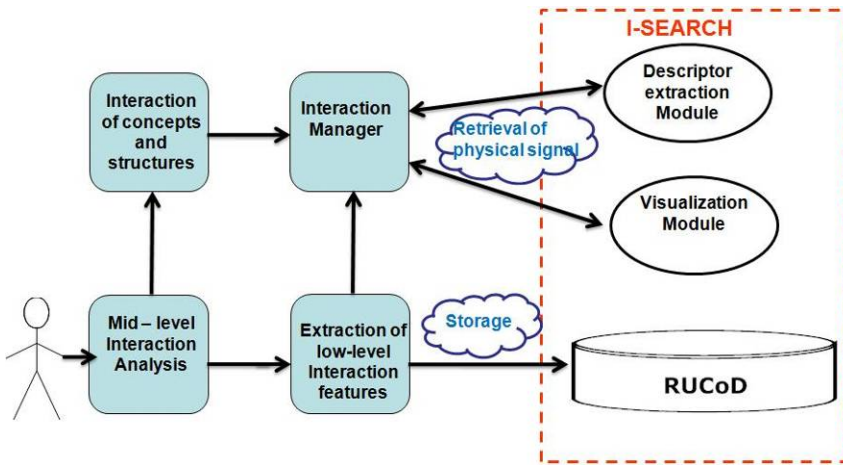 I-SEARCH
Interaction
of concepts
and
structures
Interaction
Manager
Descriptor
extraction
Module
Retrieval of
physical signal
Visualization
Module
Mid – level
Interaction
Analysis
Extraction of
low-level
Interaction
features
Storage
RUCoD